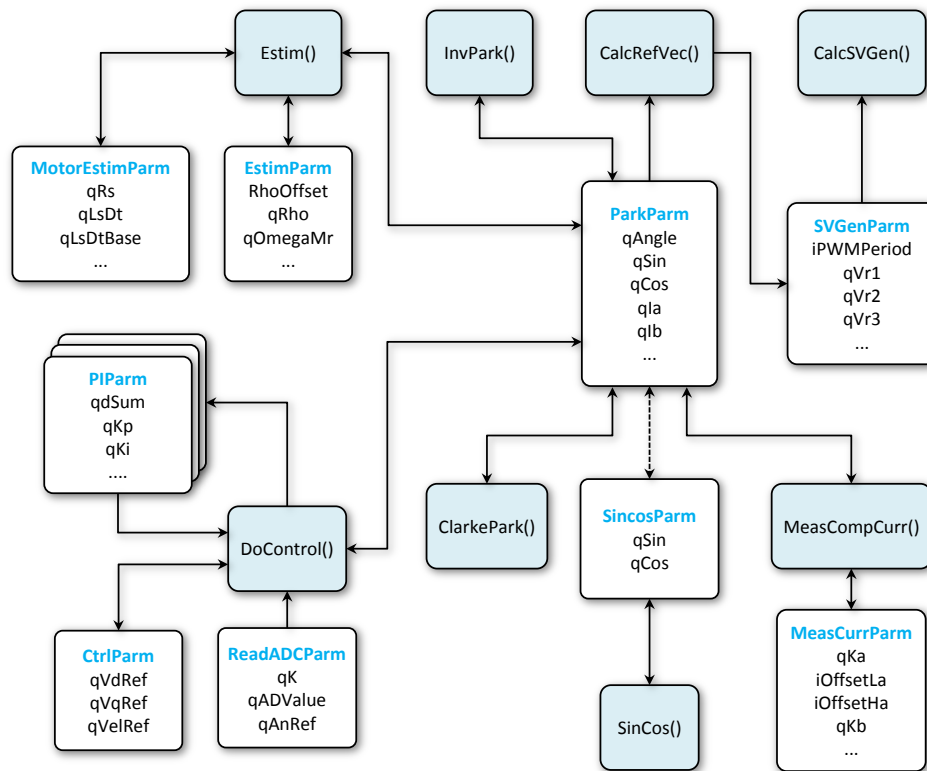 Estim()
InvPark()
CalcRefVec()
CalcSVGen()
MotorEstimParm
qRs
qLsDt
qLsDtBase
...
EstimParm
RhoOffset
qRho
qOmegaMr
...
ParkParm
qAngle
qSin
qCos
qIa
qIb
...
SVGenParm
iPWMPeriod
qVr1
qVr2
qVr3
...
PIParm
qdSum
qKp
qKi
....
DoControl()
ClarkePark()
SincosParm
qSin
qCos
MeasCompCurr()
CtrlParm
qVdRef
qVqRef
qVelRef
ReadADCParm
qK
qADValue
qAnRef
SinCos()
MeasCurrParm
qKa
iOffsetLa
iOffsetHa
qKb
...